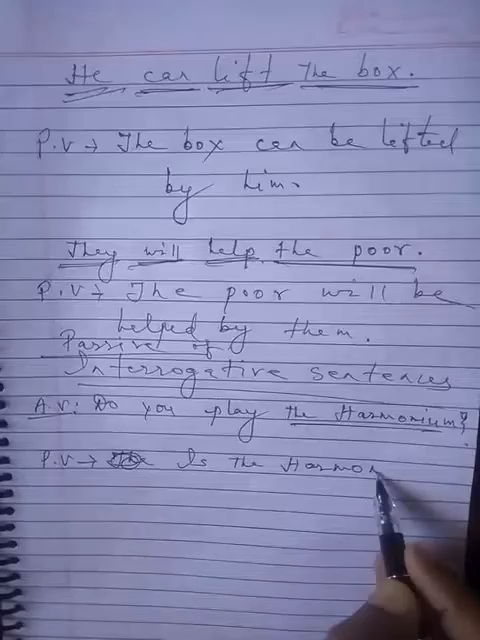 He can lift the box.
P.V → The box can be lifted
by him.
They will help the poor.
P.V → The poor will be
helped by them.
Passive of
Interrogative sentences
A.V: Do you play the Harmonium?
P.V → Is the Harmon